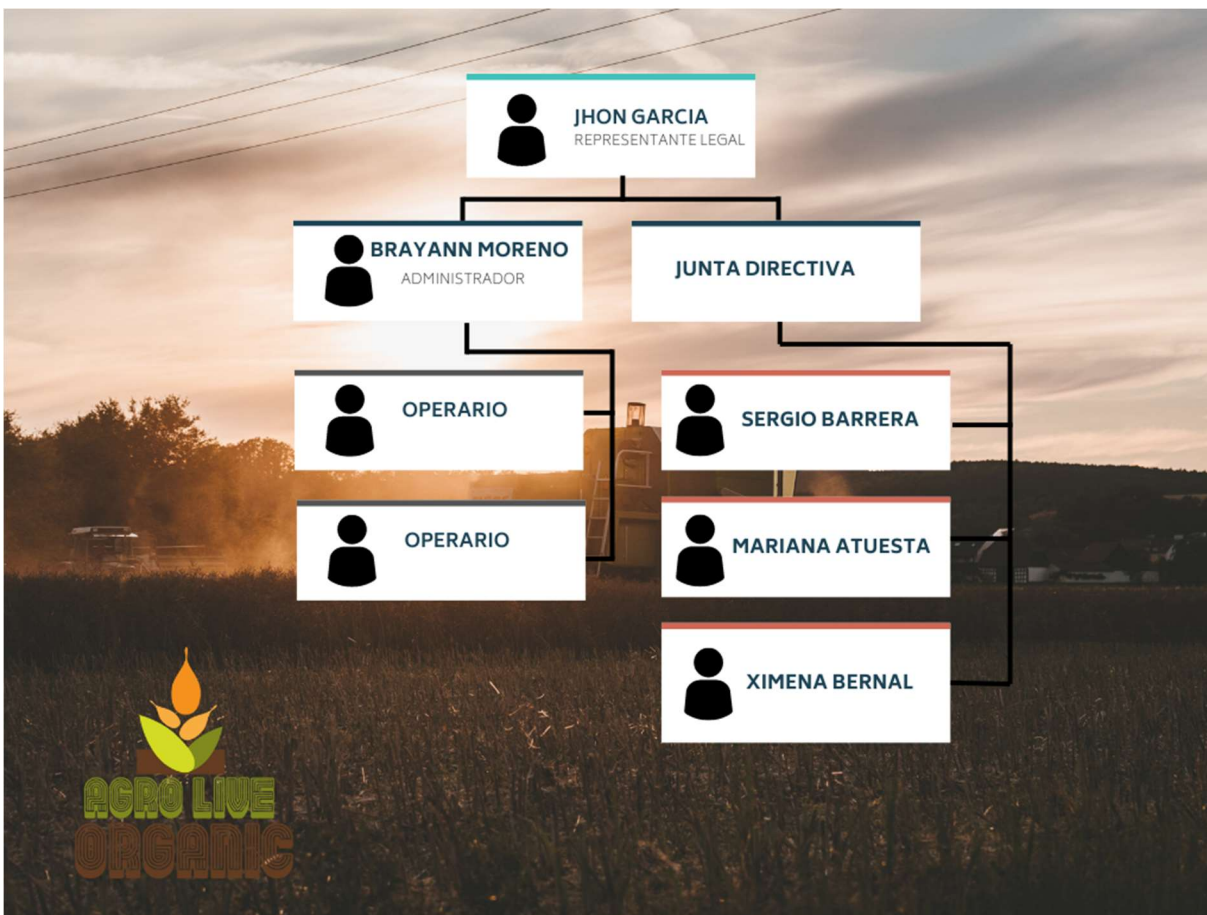 JHON GARCIA
REPRESENTANTE LEGAL
BRAYANN MORENO
ADMINISTRADOR
JUNTA DIRECTIVA
OPERARIO
OPERARIO
SERGIO BARRERA
MARIANA ATUESTA
XIMENA BERNAL
AGRO LIVE
ORGANIC